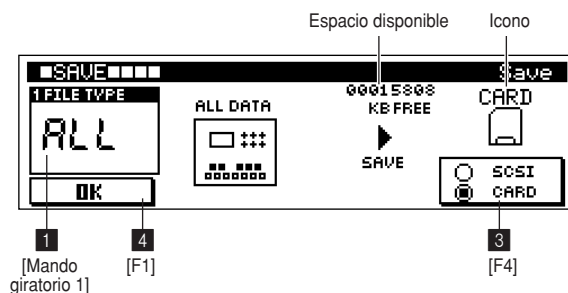 Espacio disponible
Icono
SAVE
Save
1 FILE TYPE
ALL
OK
ALL DATA
00015808
KB FREE
SAVE
CARD
SCSI
CARD
1
[Mando
giratorio 1]
4
[F1]
3
[F4]